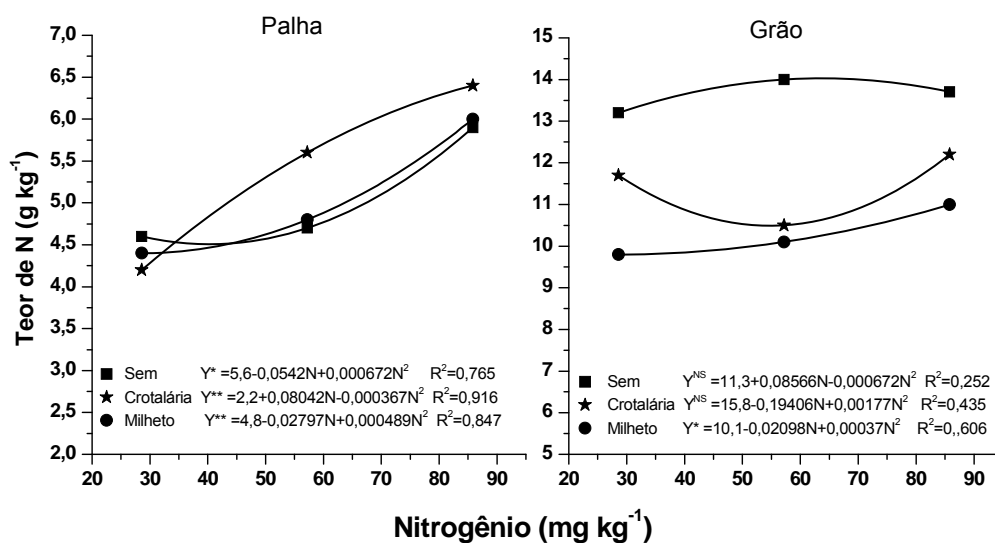 Palha
Grão
Teor de N (g kg-1)
7,0
6,5
6,0
5,5
5,0
4,5
4,0
3,5
3,0
2,5
2,0
20 30 40 50 60 70 80 90
Sem Y* =5,6-0,0542N+0,000672N2 R2=0,765
Crotalária Y** =2,2+0,08042N-0,000367N2 R2=0,916
Milheto Y** =4,8-0,02797N+0,000489N2 R2=0,847
15
14
13
12
11
10
9
8
7
6
5
20 30 40 50 60 70 80 90
Sem YNS =11,3+0,08566N-0,000672N2 R2=0,252
Crotalária YNS =15,8-0,19406N+0,00177N2 R2=0,435
Milheto Y* =10,1-0,02098N+0,00037N2 R2=0,,606
Nitrogênio (mg kg-1)